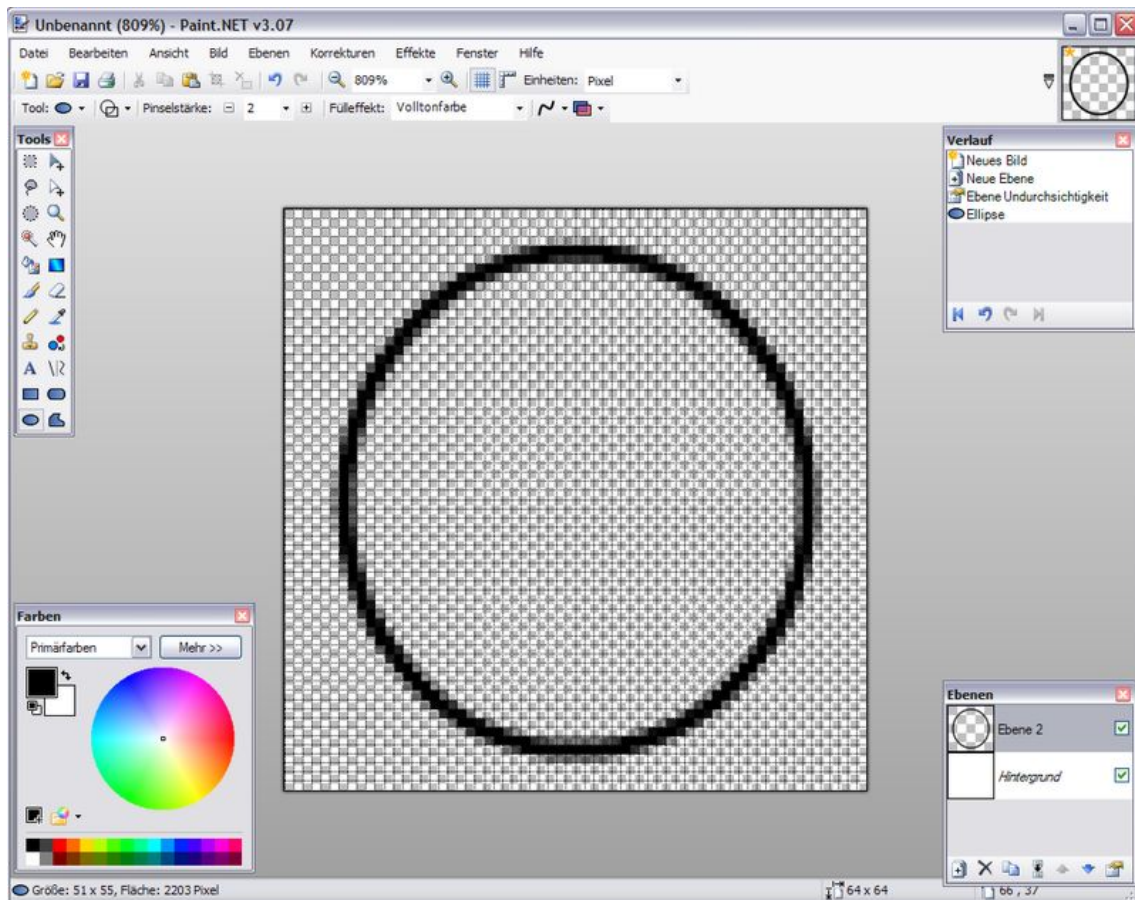 Unbenannt (809%) - Paint.NET v3.07
Datei Bearbeiten Ansicht Bild Ebenen Korrekturen Effekte Fenster Hilfe
809% Einheiten: Pixel
Tool: Pinselstärke: 2 Fülleffekt: Volltonfarbe
Tools
Verlauf
Neues Bild
Neue Ebene
Ebene Undurchsichtigkeit
Ellipse
Farben
Primärfarben Mehr >>
Ebenen
Ebene 2
Hintergrund
Größe: 51 x 55, Fläche: 2203 Pixel 64 x 64 66 , 37